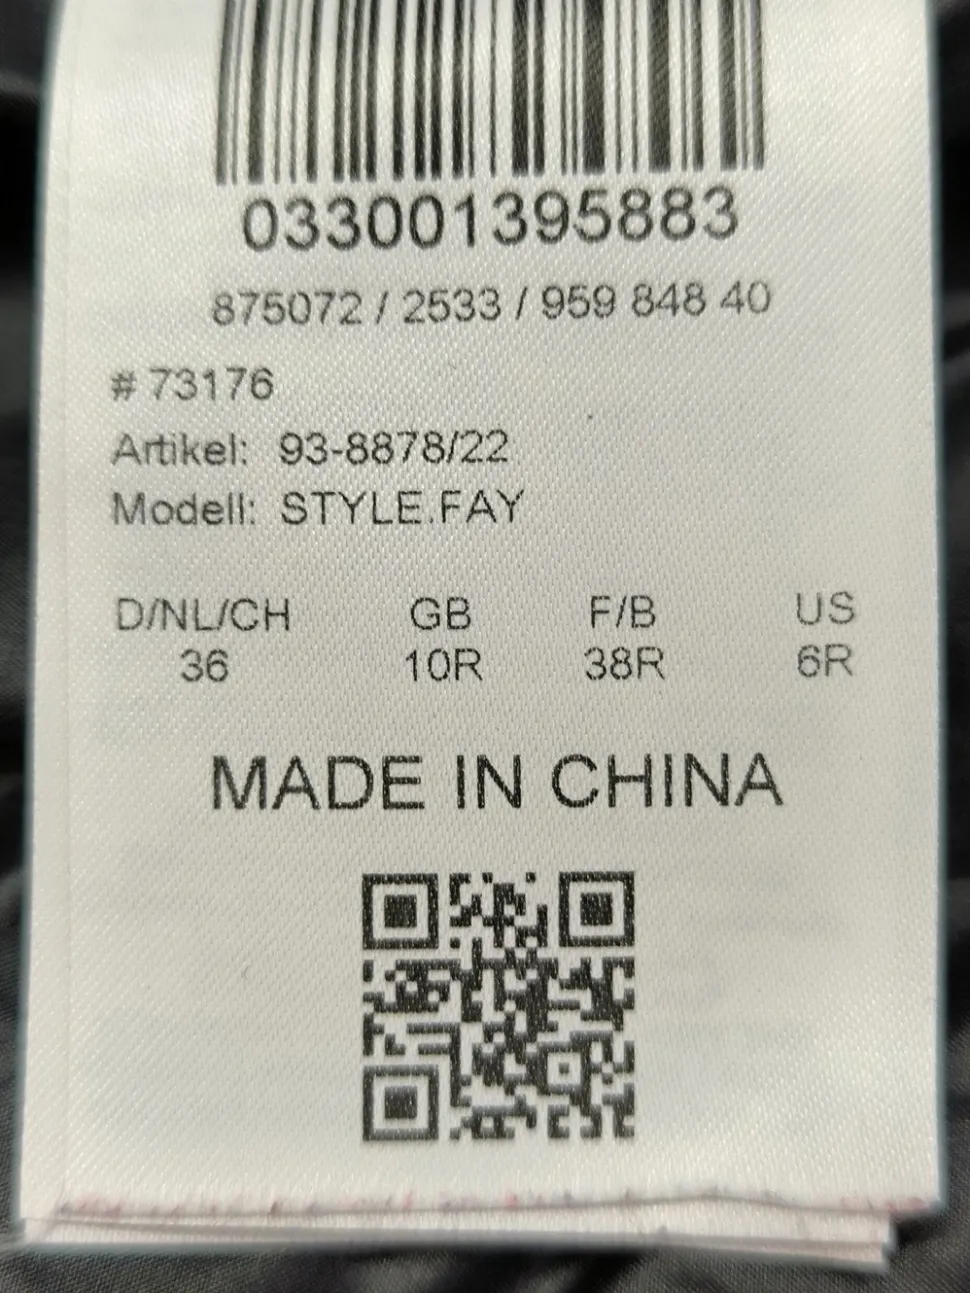 033001395883
875072 / 2533 / 959 848 40
# 73176
Artikel: 93-8878/22
Modell: STYLE.FAY
D/NL/CH GB F/B US
36 10R 38R 6R
MADE IN CHINA